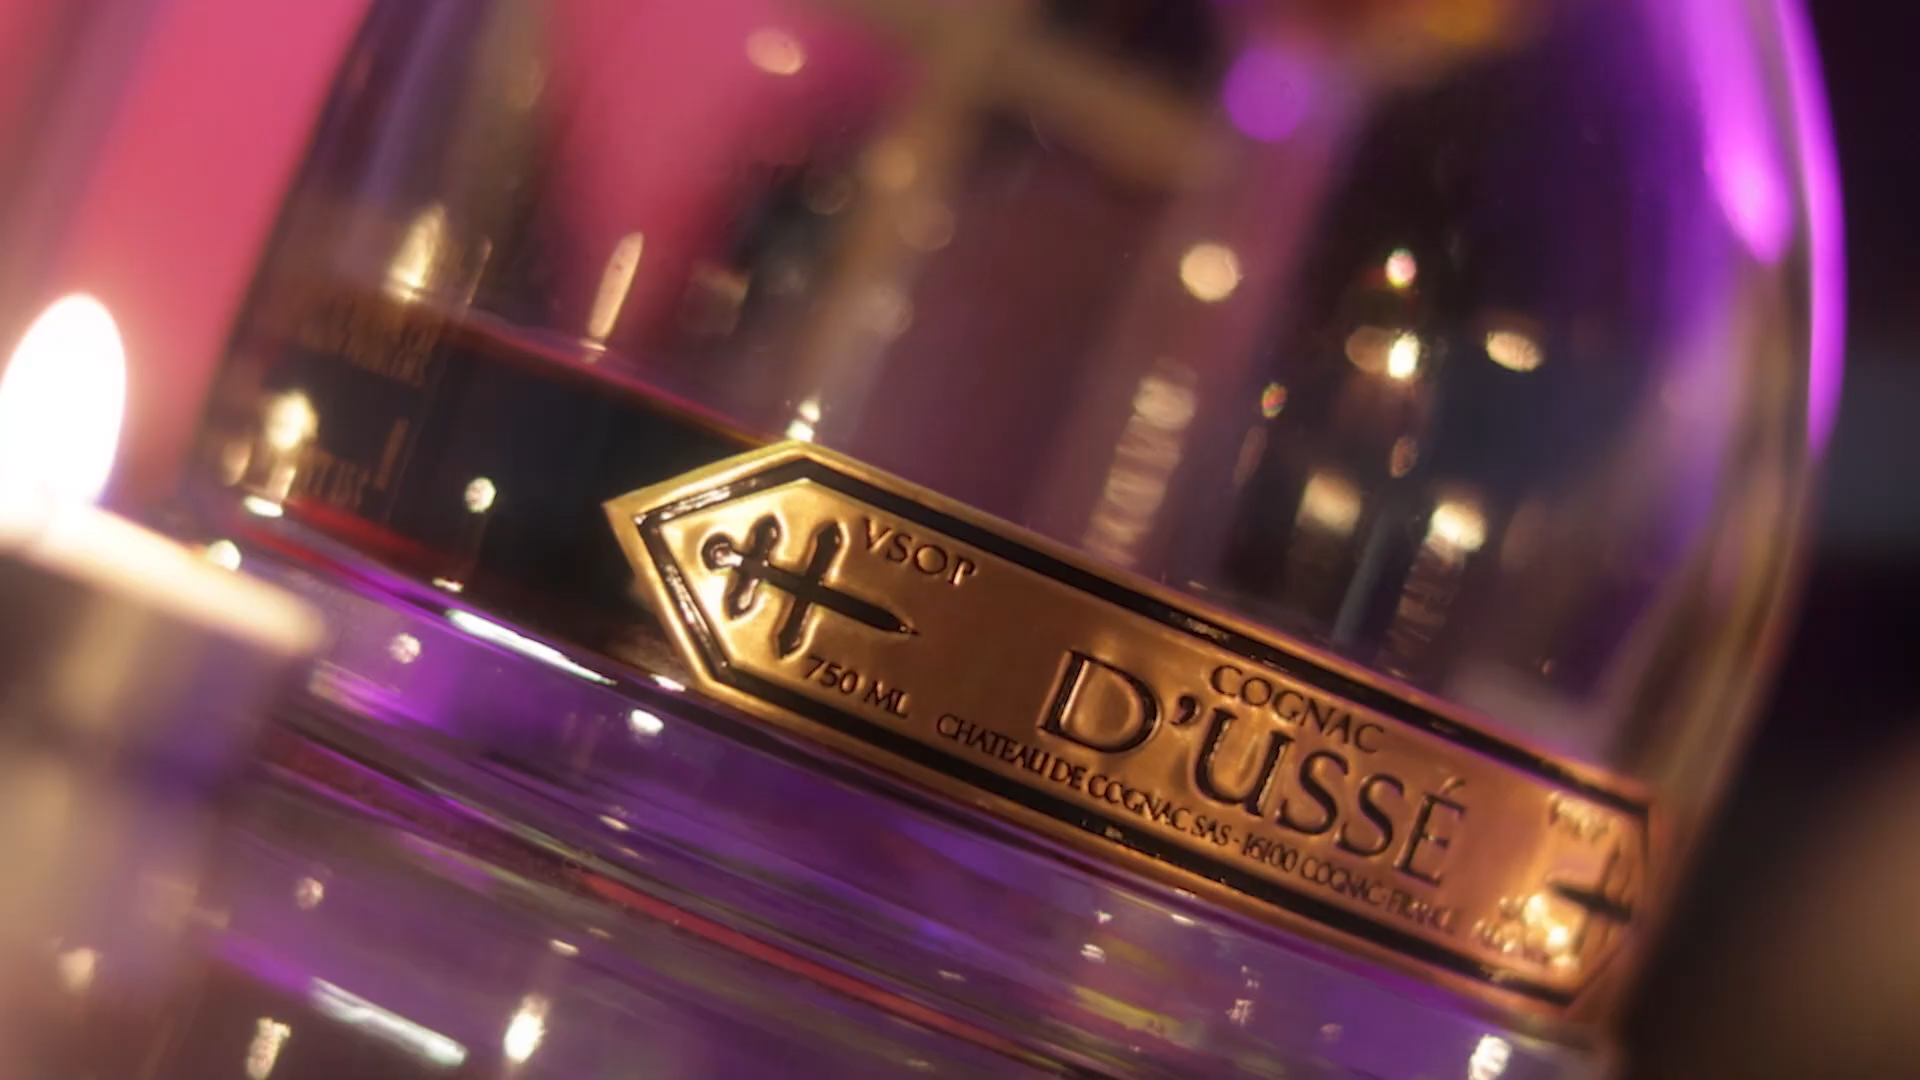 VSOP
750 ML
COGNAC
D'USSÉ
CHATEAU DE COGNAC SAS - 16100 COGNAC - FRANCE